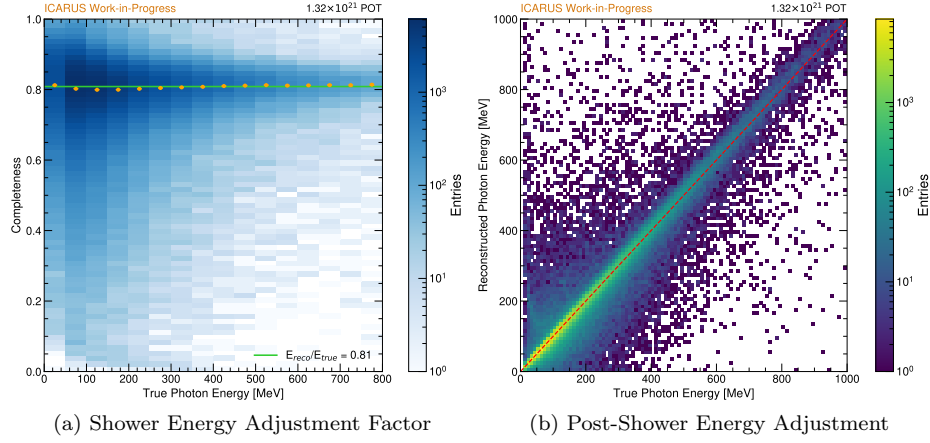 ICARUS Work-in-Progress
1.32×10²¹ POT
1.0
0.8
0.6
0.4
0.2
0.0
Completeness
0 100 200 300 400 500 600 700 800
True Photon Energy [MeV]
E_reco/E_true = 0.81
10³
10²
10¹
10⁰
Entries
(a) Shower Energy Adjustment Factor
ICARUS Work-in-Progress
1.32×10²¹ POT
1000
800
600
400
200
0
Reconstructed Photon Energy [MeV]
0 200 400 600 800 1000
True Photon Energy [MeV]
10³
10²
10¹
10⁰
Entries
(b) Post-Shower Energy Adjustment